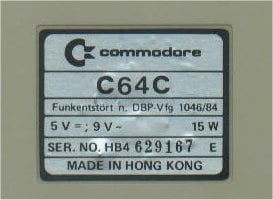 commodore
C64C
Funkentstört n. DBP-Vfg 1046/84
5 V=; 9 V~ 15 W
SER. NO. HB4 629167 E
MADE IN HONG KONG